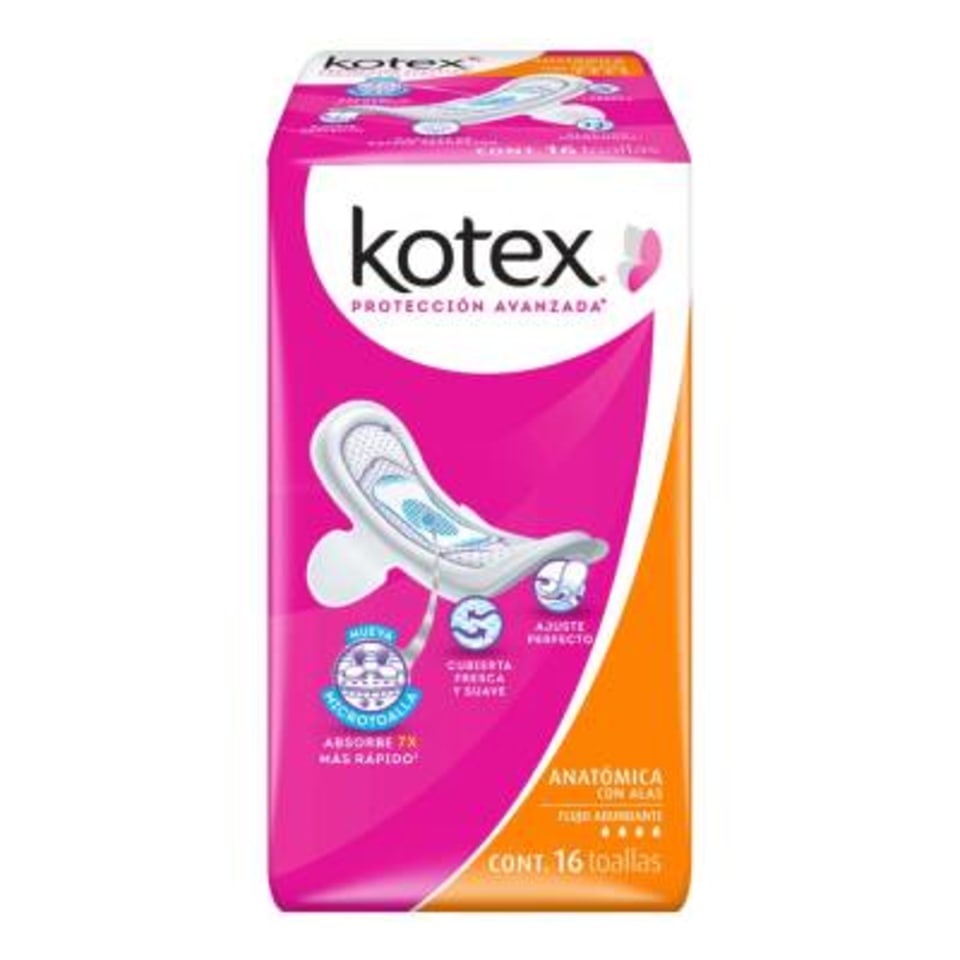 kotex
CONT. 16 toallas
kotex
PROTECCIÓN AVANZADA
AJUSTE
PERFECTO
NUEVA
MICROTOALLA
CUBIERTA
FRESCA
Y SUAVE
ABSORBE 7X
MÁS RÁPIDO
ANATÓMICA
CON ALAS
FLUJO ABUNDANTE
CONT. 16 toallas